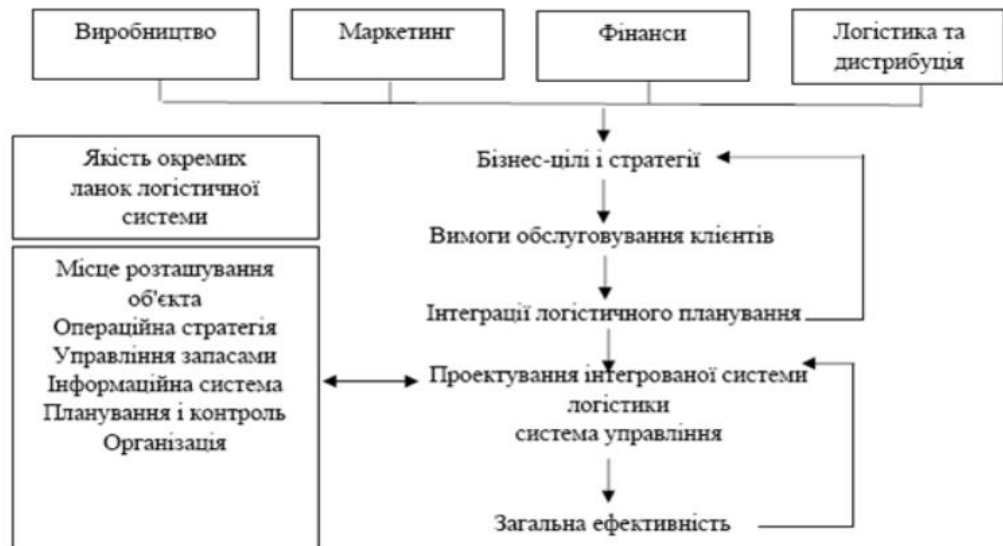 Виробництво
Маркетинг
Фінанси
Логістика та
дистрибуція
Якість окремих
ланок логістичної
системи
Місце розташування
об'єкта
Операційна стратегія
Управління запасами
Інформаційна система
Планування і контроль
Організація
Бізнес-цілі і стратегії
Вимоги обслуговування клієнтів
Інтеграції логістичного планування
Проектування інтегрованої системи
логістики
система управління
Загальна ефективність